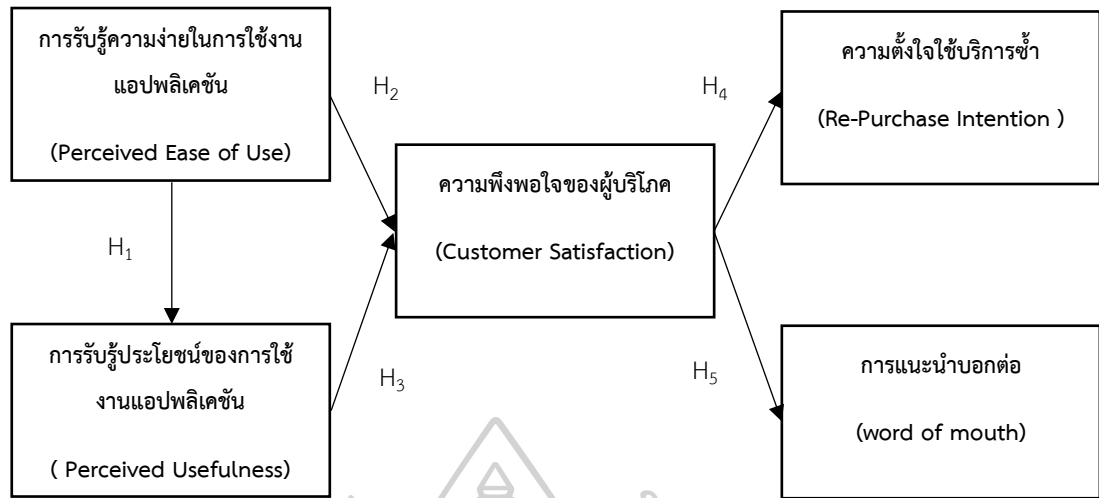 การรับรู้ความง่ายในการใช้งาน
แอปพลิเคชัน
(Perceived Ease of Use)
H₁
การรับรู้ประโยชน์ของการใช้
งานแอปพลิเคชัน
( Perceived Usefulness)
H₂
H₃
ความพึงพอใจของผู้บริโภค
(Customer Satisfaction)
H₄
H₅
ความตั้งใจใช้บริการซ้ำ
(Re-Purchase Intention )
การแนะนำบอกต่อ
(word of mouth)